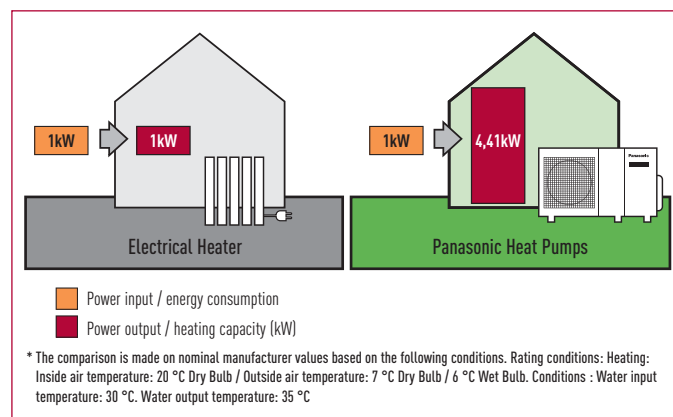 1kW
1kW
Electrical Heater
1kW
4,41kW
Panasonic
Panasonic Heat Pumps
Power input / energy consumption
Power output / heating capacity (kW)
* The comparison is made on nominal manufacturer values based on the following conditions. Rating conditions: Heating:
Inside air temperature: 20 °C Dry Bulb / Outside air temperature: 7 °C Dry Bulb / 6 °C Wet Bulb. Conditions : Water input
temperature: 30 °C. Water output temperature: 35 °C